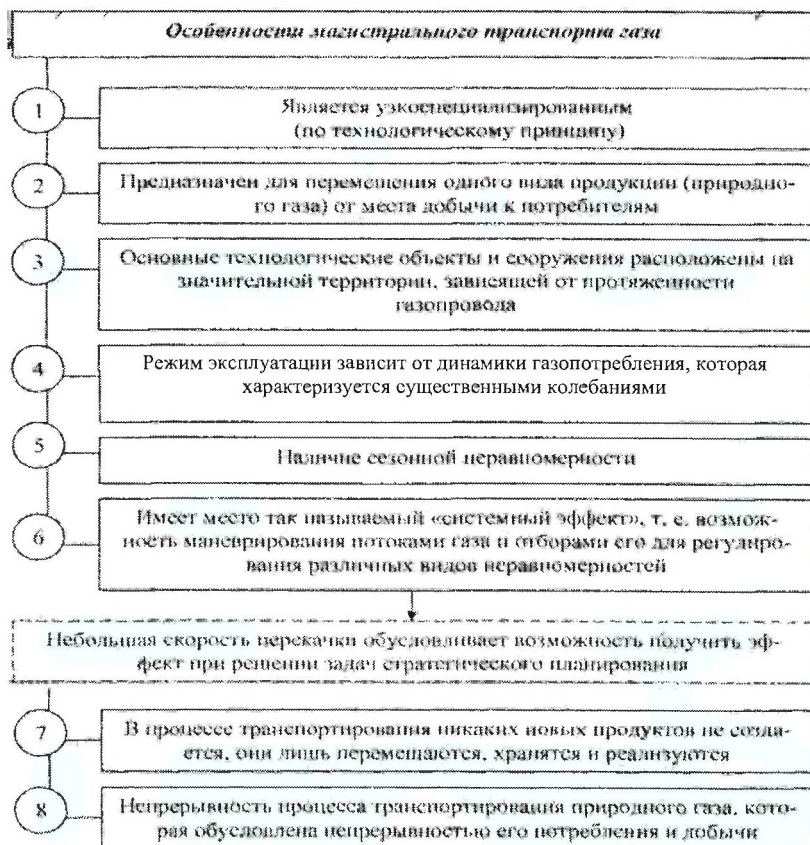 Особенности магистрального транспорта газа
1
Является узкоспециализированным
(по технологическому принципу)
2
Предназначен для перемещения одного вида продукции (природно-
го газа) от места добычи к потребителям
3
Основные технологические объекты и сооружения расположены на
значительной территории, зависящей от протяженности
газопровода
4
Режим эксплуатации зависит от динамики газопотребления, которая
характеризуется существенными колебаниями
5
Наличие сезонной неравномерности
6
Имеет место так называемый «системный эффект», т. е. возмож-
ность маневрирования потоками газа и отборами его для регулиро-
вания различных видов неравномерностей
Небольшая скорость перекачки обусловливает возможность получить эф-
фект при решении задач стратегического планирования
7
В процессе транспортирования никаких новых продуктов не созда-
ется, они лишь перемещаются, хранятся и реализуются
8
Непрерывность процесса транспортирования природного газа, кото-
рая обусловлена непрерывностью его потребления и добычи